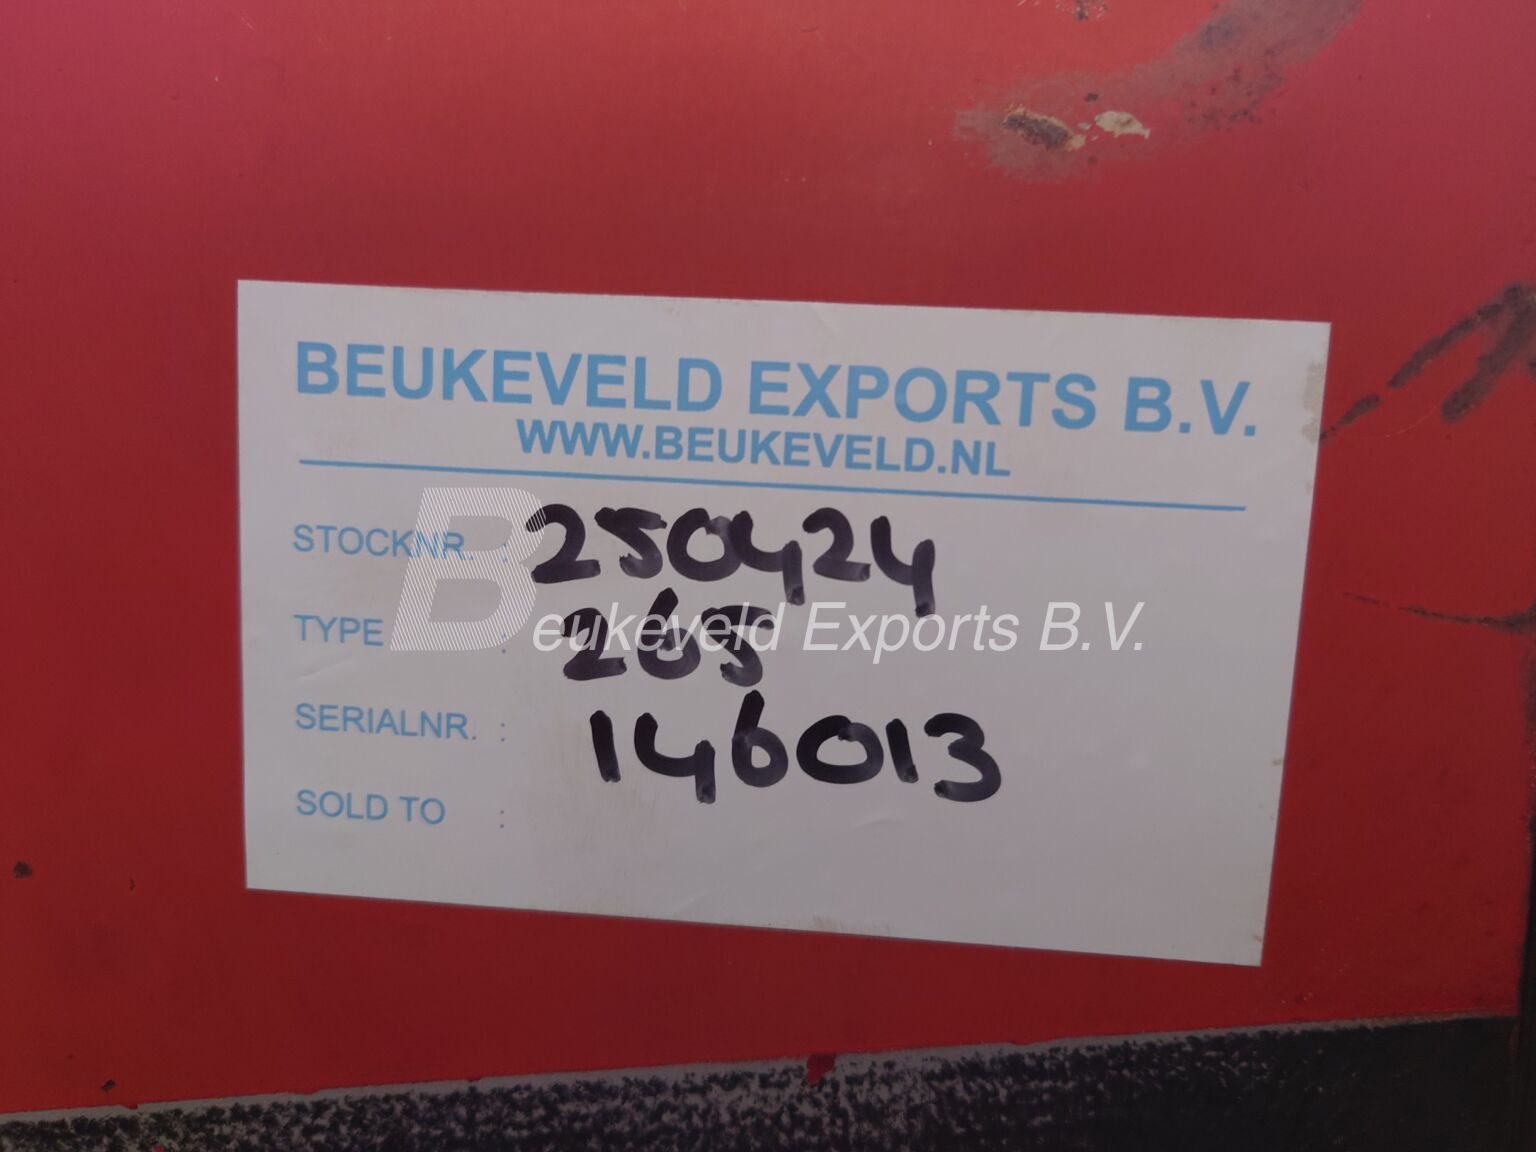 BEUKEVELD EXPORTS B.V.
WWW.BEUKEVELD.NL
STOCKNR. : 250424
TYPE : 265
Beukeveld Exports B.V.
SERIALNR. : 146013
SOLD TO :